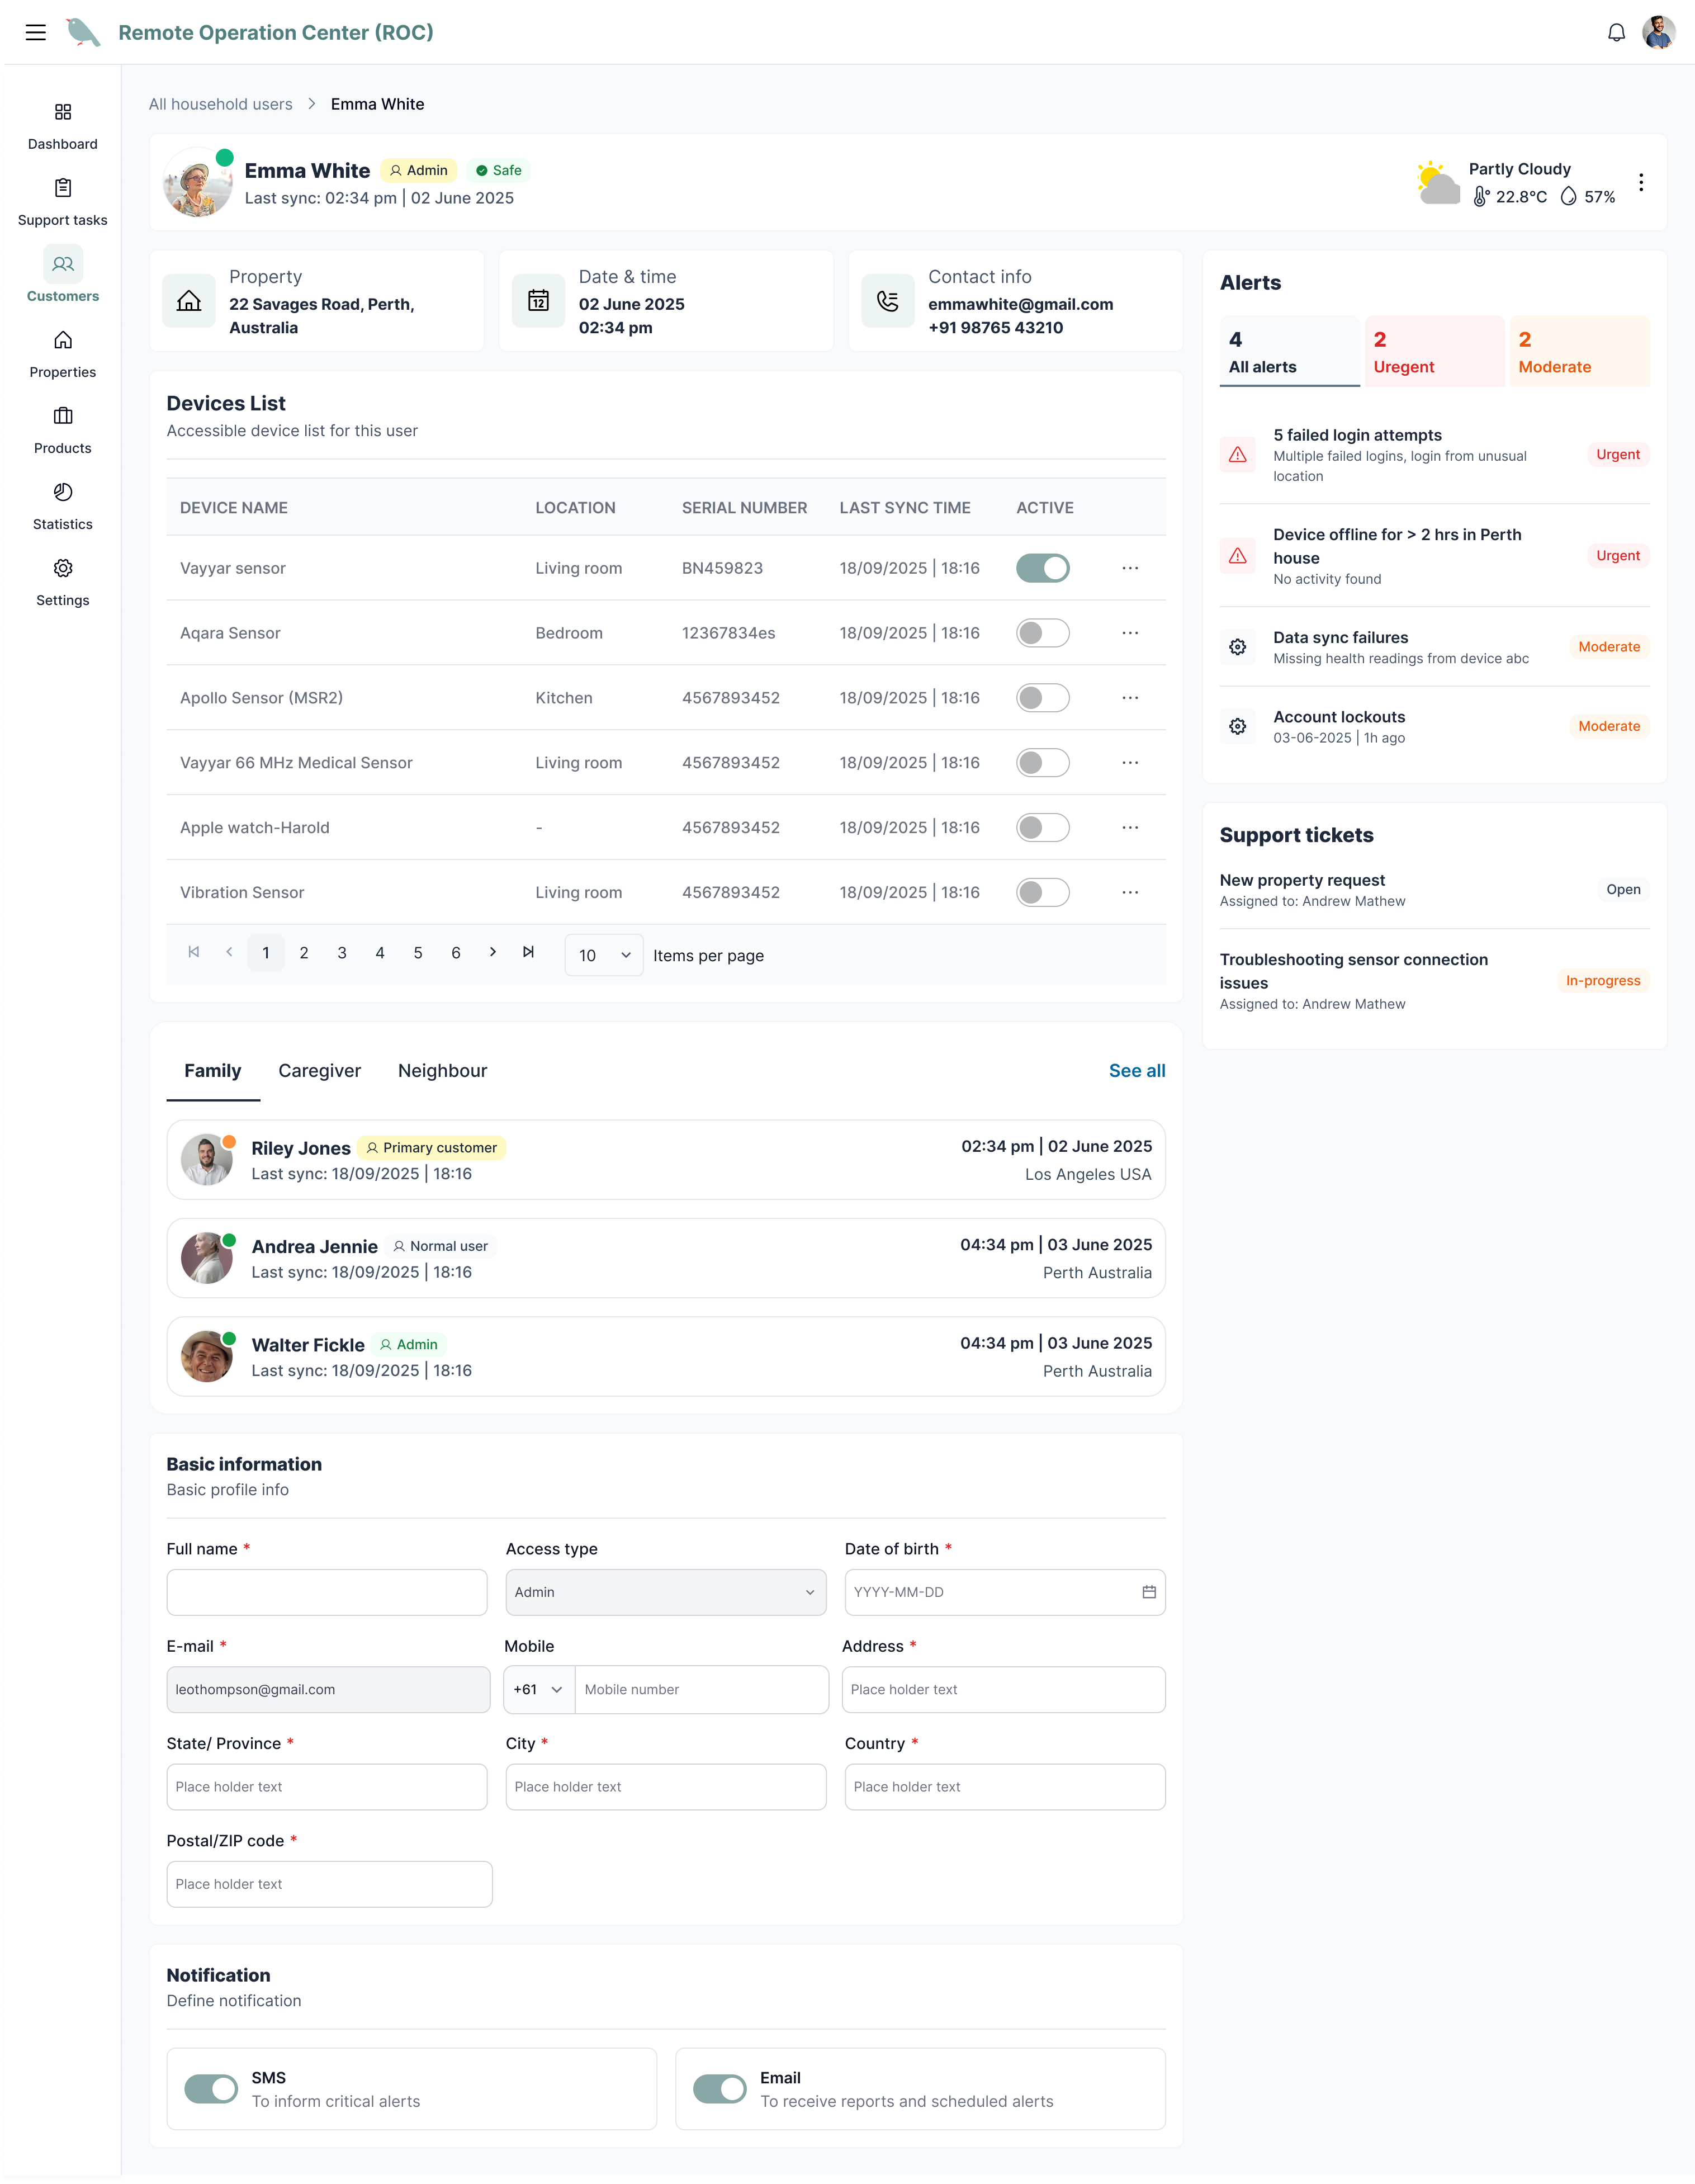 Remote Operation Center (ROC)
Dashboard
Support tasks
Customers
Properties
Products
Statistics
Settings
All household users > Emma White
Emma White Admin Safe
Last sync: 02:34 pm | 02 June 2025
Partly Cloudy
22.8°C 57%
Property
22 Savages Road, Perth,
Australia
Date & time
12
02 June 2025
02:34 pm
Contact info
emmawhite@gmail.com
+91 98765 43210
Devices List
Accessible device list for this user
DEVICE NAME LOCATION SERIAL NUMBER LAST SYNC TIME ACTIVE
Vayyar sensor Living room BN459823 18/09/2025 | 18:16
Aqara Sensor Bedroom 12367834es 18/09/2025 | 18:16
Apollo Sensor (MSR2) Kitchen 4567893452 18/09/2025 | 18:16
Vayyar 66 MHz Medical Sensor Living room 4567893452 18/09/2025 | 18:16
Apple watch-Harold - 4567893452 18/09/2025 | 18:16
Vibration Sensor Living room 4567893452 18/09/2025 | 18:16
1 2 3 4 5 6 10 Items per page
Family Caregiver Neighbour See all
Riley Jones Primary customer
Last sync: 18/09/2025 | 18:16
02:34 pm | 02 June 2025
Los Angeles USA
Andrea Jennie Normal user
Last sync: 18/09/2025 | 18:16
04:34 pm | 03 June 2025
Perth Australia
Walter Fickle Admin
Last sync: 18/09/2025 | 18:16
04:34 pm | 03 June 2025
Perth Australia
Basic information
Basic profile info
Full name *
Access type
Admin
Date of birth *
YYYY-MM-DD
E-mail *
leothompson@gmail.com
Mobile
+61 Mobile number
Address *
Place holder text
State/ Province *
Place holder text
City *
Place holder text
Country *
Place holder text
Postal/ZIP code *
Place holder text
Notification
Define notification
SMS
To inform critical alerts
Email
To receive reports and scheduled alerts
Alerts
4
All alerts
2
Uregent
2
Moderate
5 failed login attempts
Multiple failed logins, login from unusual
location
Urgent
Device offline for > 2 hrs in Perth
house
No activity found
Urgent
Data sync failures
Missing health readings from device abc
Moderate
Account lockouts
03-06-2025 | 1h ago
Moderate
Support tickets
New property request
Assigned to: Andrew Mathew
Open
Troubleshooting sensor connection
issues
Assigned to: Andrew Mathew
In-progress